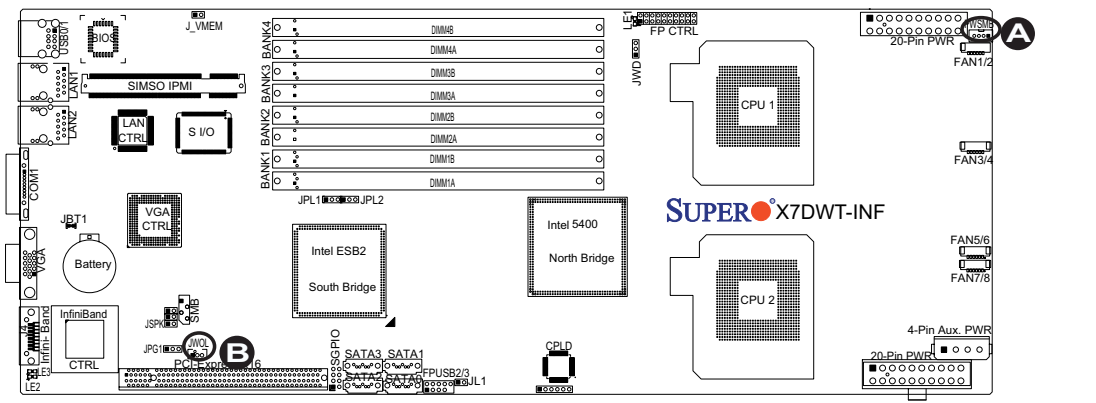 USB0/1
BIOS
J_VMEM
LAN1
SIMSO IPMI
LAN2
LAN
CTRL
S I/O
COM1
JBT1
VGA
CTRL
VGA
Battery
InfiniBand
CTRL
J4
Infini- Band
LE3
LE2
JSPK
SMB
JPG1
JWOL
B
PCI-Express x16
BANK4
BANK3
BANK2
BANK1
DIMM4B
DIMM4A
DIMM3B
DIMM3A
DIMM2B
DIMM2A
DIMM1B
DIMM1A
JPL1
JPL2
Intel ESB2
South Bridge
SGPIO
SATA3
SATA1
SATA2
SATA0
FPUSB2/3
JL1
CPLD
Intel 5400
North Bridge
LE1
FP CTRL
JWD
CPU 1
SUPER X7DWT-INF
CPU 2
20-Pin PWR
PWSMB
A
FAN1/2
FAN3/4
FAN5/6
FAN7/8
4-Pin Aux. PWR
20-Pin PWR